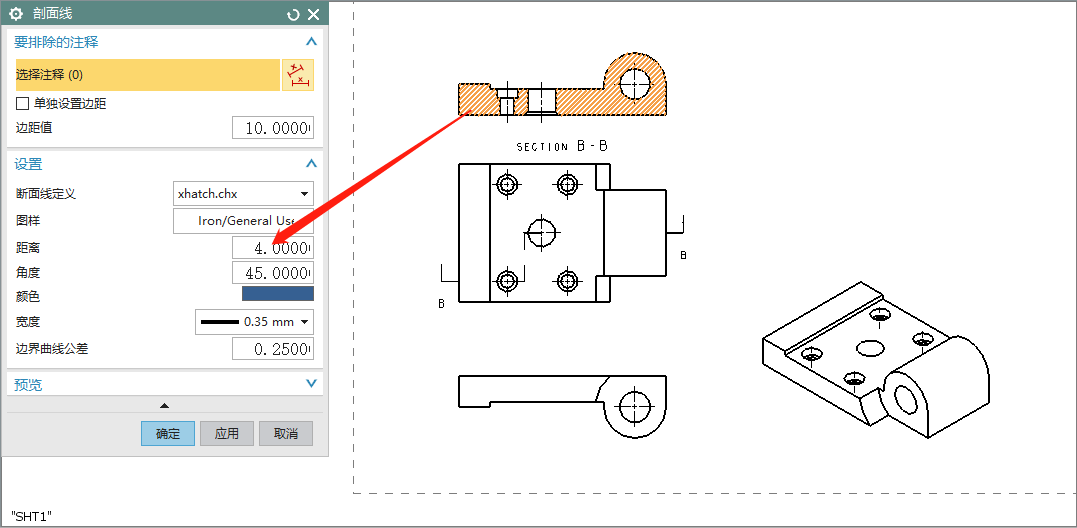 剖面线
要排除的注释
选择注释 (0)
单独设置边距
边距值 10.0000
设置
断面线定义 xhatch.chx
图样 Iron/General Use
距离 4.0000
角度 45.0000
颜色
宽度 0.35 mm
边界曲线公差 0.2500
预览
确定 应用 取消
SECTION B-B
B
B
"SHT1"